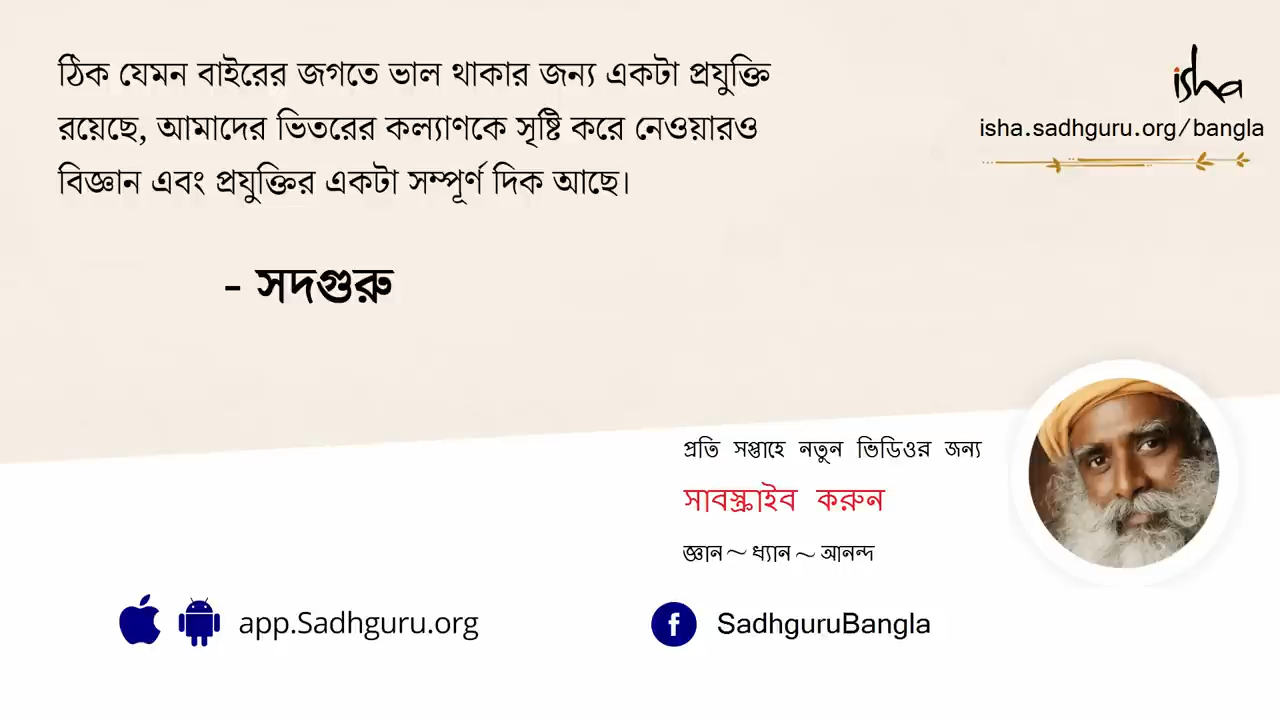 ঠিক যেমন বাইরের জগতে ভাল থাকার জন্য একটা প্রযুক্তি
রয়েছে, আমাদের ভিতরের কল্যাণকে সৃষ্টি করে নেওয়ারও
বিজ্ঞান এবং প্রযুক্তির একটা সম্পূর্ণ দিক আছে।
- সদগুরু
isha
isha.sadhguru.org/bangla
প্রতি সপ্তাহে নতুন ভিডিওর জন্য
সাবস্ক্রাইব করুন
জ্ঞান ~ ধ্যান ~ আনন্দ
app.Sadhguru.org
f SadhguruBangla